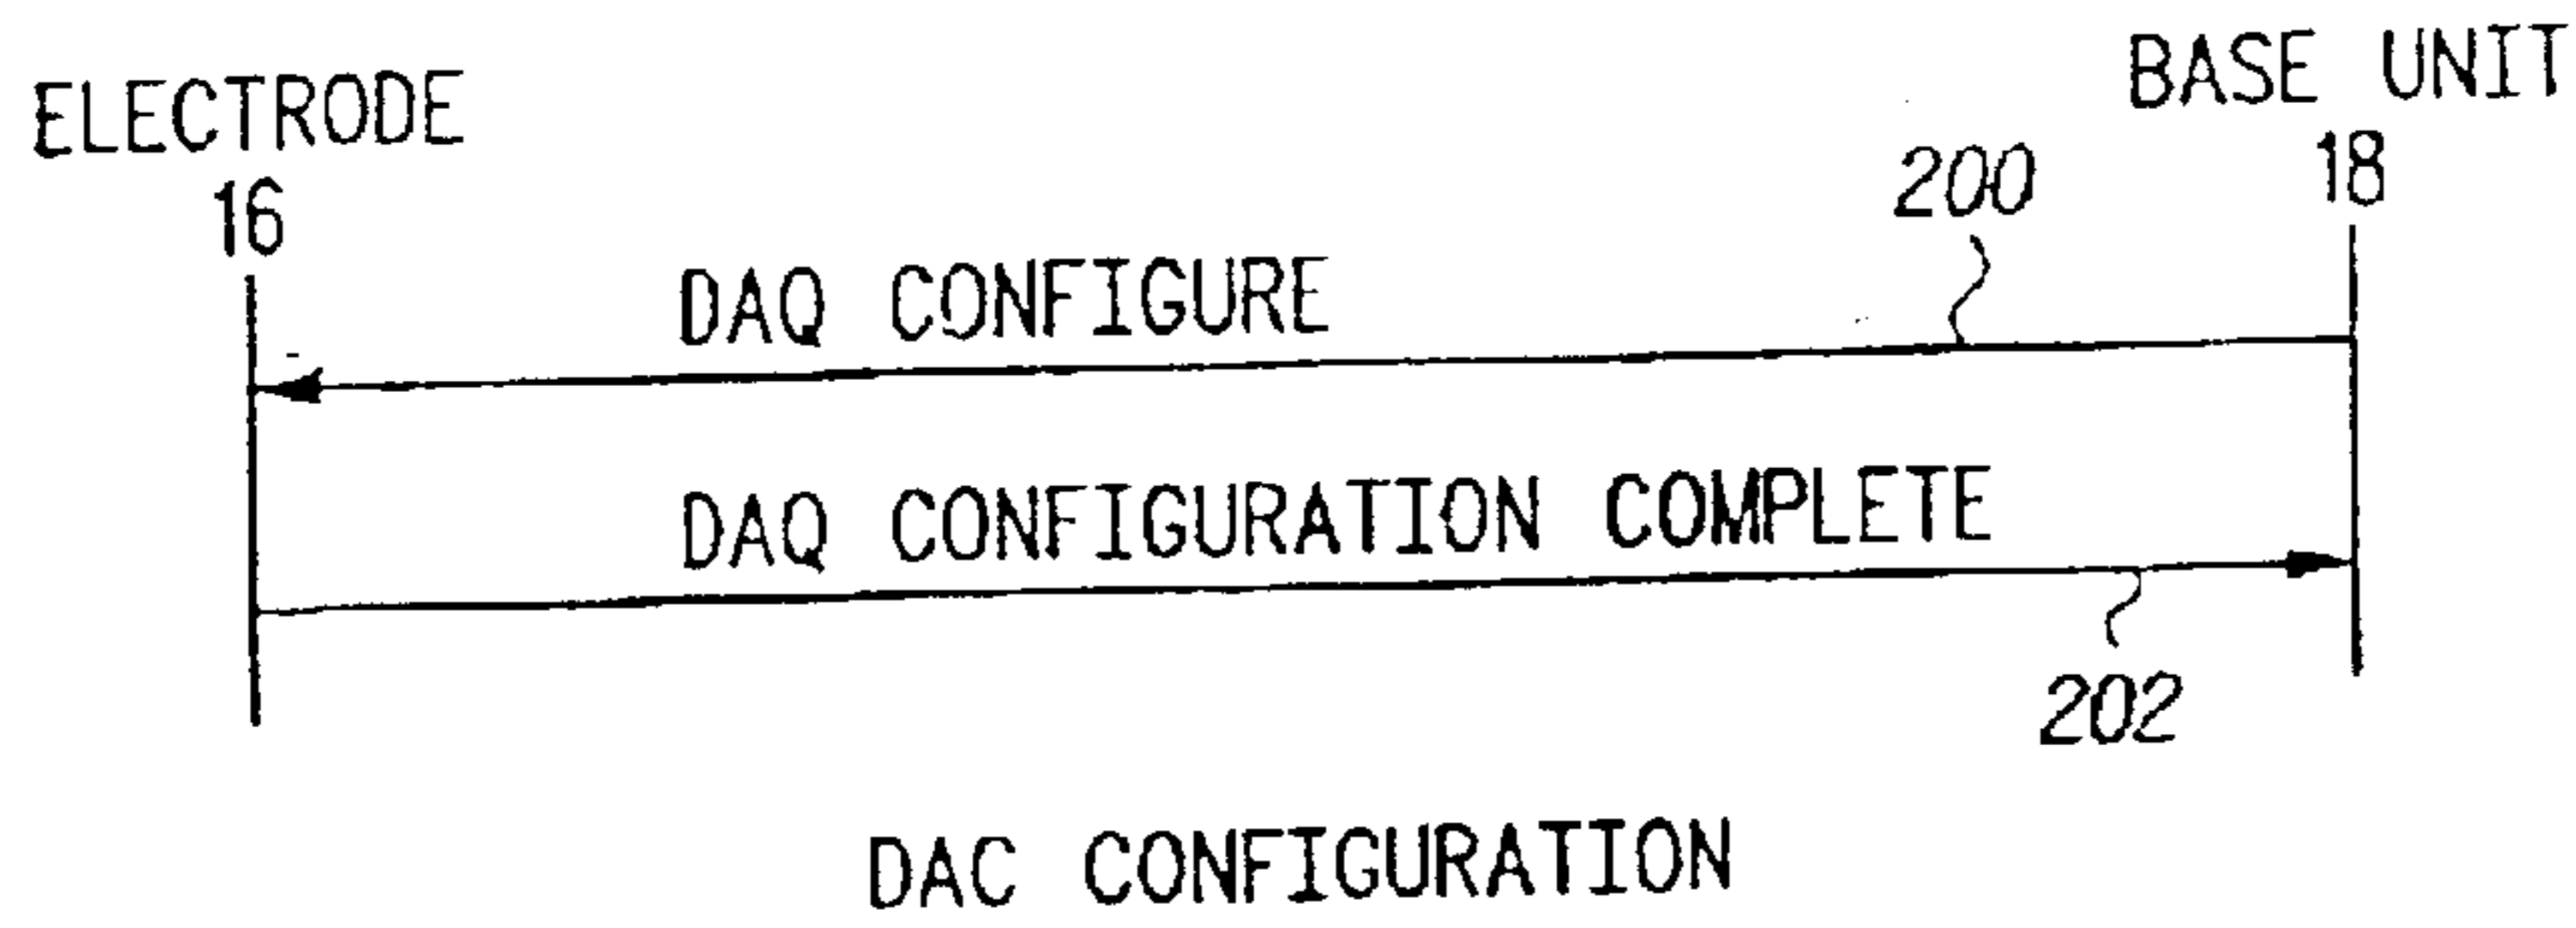 ELECTRODE
16
BASE UNIT
18
200
DAQ CONFIGURE
DAQ CONFIGURATION COMPLETE
202
DAC CONFIGURATION